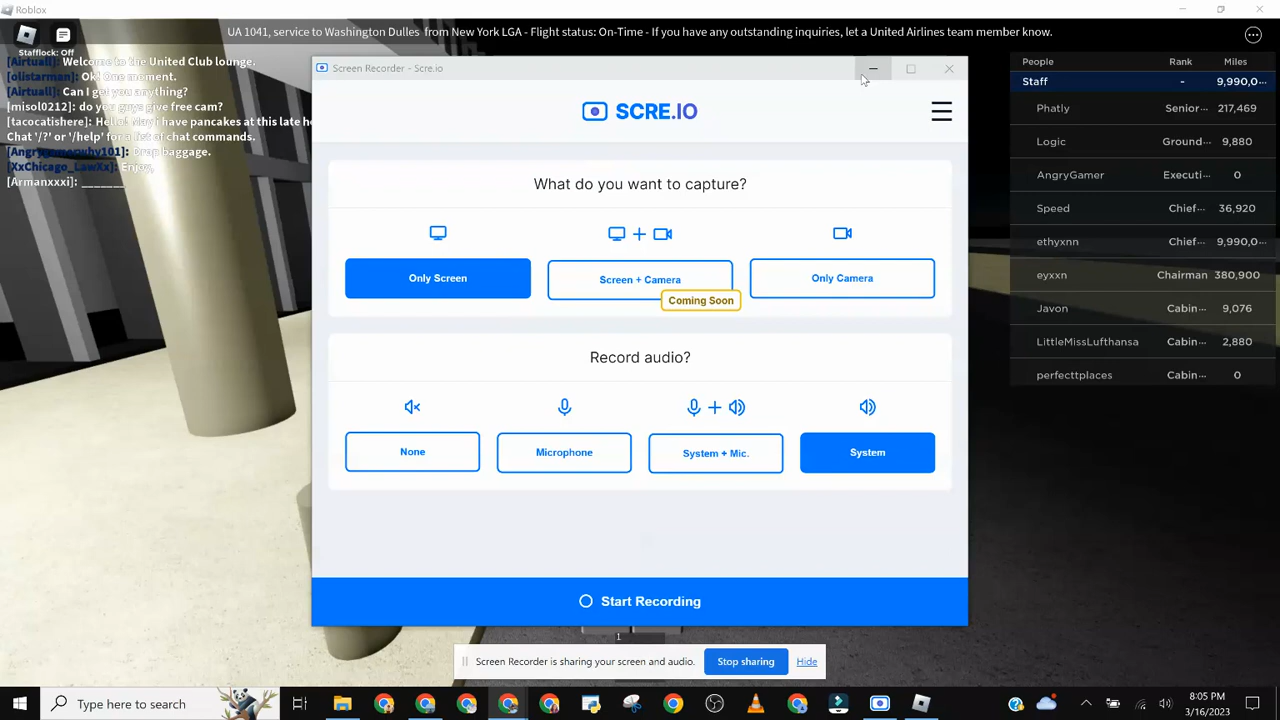 Roblox
UA 1041, service to Washington Dulles from New York LGA - Flight status: On-Time - If you have any outstanding inquiries, let a United Airlines team member know.
Stafflock: Off
[Airtuall]: Welcome to the United Club lounge.
[olistarman]: Ok! One moment.
[Airtuall]: Can I get you anything?
[misol0212]: do you guys give free cam?
[tacocatishere]: Hello! May i have pancakes at this late h
Chat '/?' or '/help' for a list of chat commands.
[Angrygamerwhy101]: Drop baggage.
[XxChicago_LawXx]: Enjoy,
[Armanxxxi]: _______
Screen Recorder - Scre.io
SCRE.IO
What do you want to capture?
Only Screen
Screen + Camera
Only Camera
Coming Soon
Record audio?
None
Microphone
System + Mic.
System
Start Recording
1
Screen Recorder is sharing your screen and audio.
Stop sharing
Hide
People Rank Miles
Staff - 9,990,0...
Phatly Senior... 217,469
Logic Ground... 9,880
AngryGamer Executi... 0
Speed Chief... 36,920
ethyxnn Chief... 9,990,0...
eyxxn Chairman 380,900
Javon Cabin... 9,076
LittleMissLufthansa Cabin... 2,880
perfecttplaces Cabin... 0
Type here to search
8:05 PM
3/16/2023